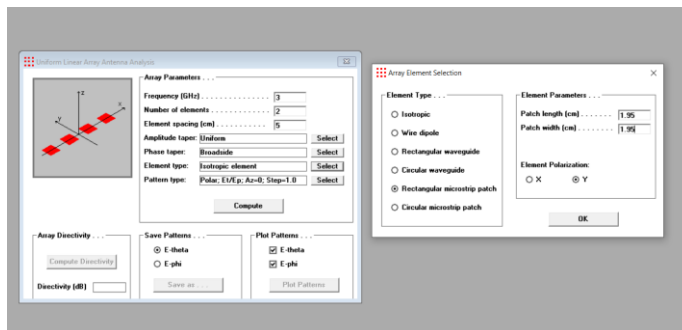 Uniform Linear Array Antenna Analysis
z
x
y
Array Parameters . . .
Frequency (GHz) . . . . . . . . . . . . . 3
Number of elements . . . . . . . . . . . . 2
Element spacing (cm) . . . . . . . . . . . 5
Amplitude taper: Uniform Select
Phase taper: Broadside Select
Element type: Isotropic element Select
Pattern type: Polar; Et/Ep; Az=0; Step=1.0 Select
Compute
Array Directivity . . .
Compute Directivity
Directivity (dB)
Save Patterns . . .
E-theta
E-phi
Save as . . .
Plot Patterns . . .
E-theta
E-phi
Plot Patterns
Array Element Selection
Element Type . . .
Isotropic
Wire dipole
Rectangular waveguide
Circular waveguide
Rectangular microstrip patch
Circular microstrip patch
Element Parameters . . .
Patch length (cm) . . . . . . . 1.95
Patch width (cm) . . . . . . . . 1.95
Element Polarization:
X Y
OK